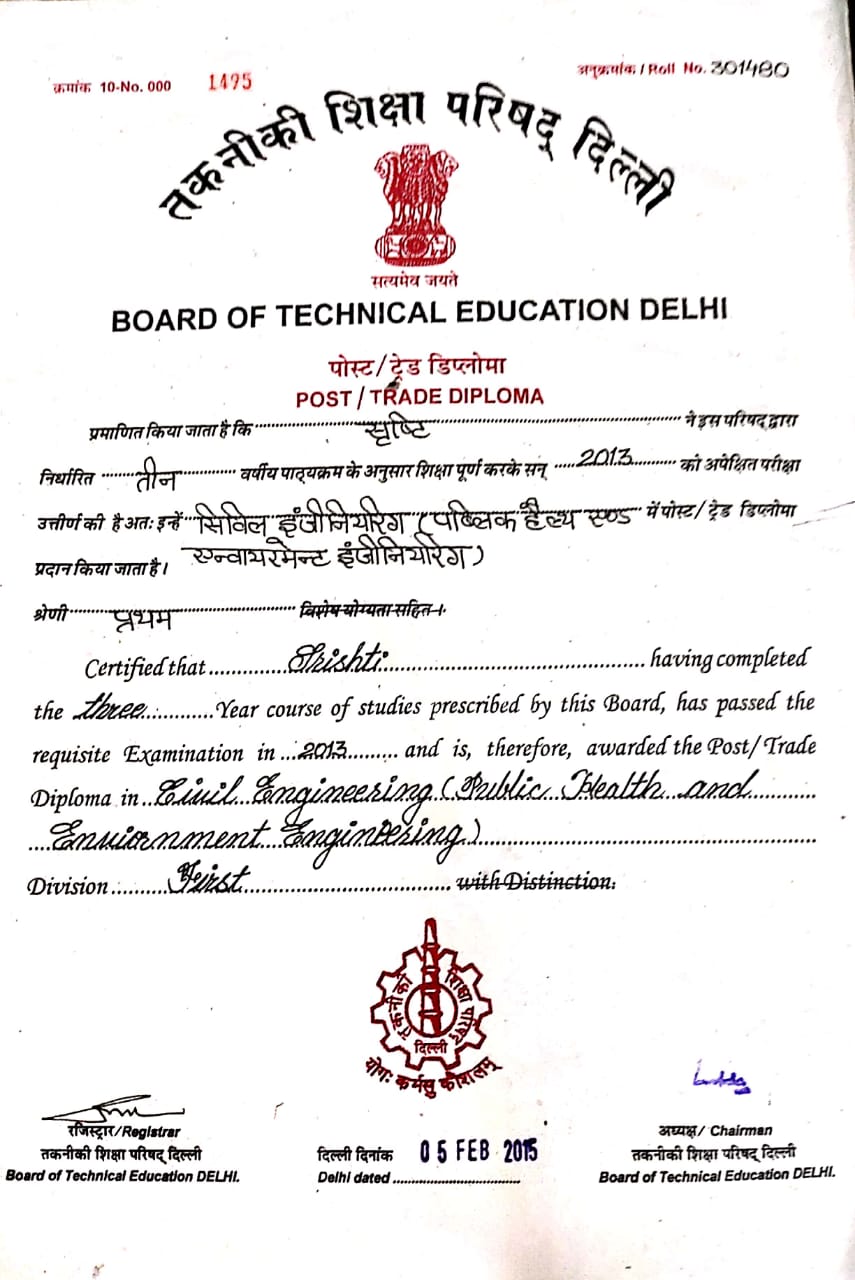 क्रमांक 10-No. 000 1495
अनुक्रमांक / Roll No. 301480
तकनीकी शिक्षा परिषद् दिल्ली
सत्यमेव जयते
BOARD OF TECHNICAL EDUCATION DELHI
पोस्ट/ट्रेड डिप्लोमा
POST / TRADE DIPLOMA
प्रमाणित किया जाता है कि सृष्टि ने इस परिषद् द्वारा
निर्धारित तीन वर्षीय पाठ्यक्रम के अनुसार शिक्षा पूर्ण करके सन् 2013 को अपेक्षित परीक्षा
उत्तीर्ण की है अतः इन्हें सिविल इंजीनियरिंग (पब्लिक हैल्थ एण्ड में पोस्ट/ ट्रेड डिप्लोमा
प्रदान किया जाता है। एन्वायरमेन्ट इंजीनियरिंग)
श्रेणी प्रथम विशेष योग्यता सहित।
Certified that Srishti having completed
the three Year course of studies prescribed by this Board, has passed the
requisite Examination in 2013 and is, therefore, awarded the Post/Trade
Diploma in Civil Engineering (Public Health and
Enviornment Engineering)
Division First with Distinction.
तकनीकी शिक्षा परिषद्
दिल्ली
योगः कर्मसु कौशलम्
रजिस्ट्रार/Registrar
तकनीकी शिक्षा परिषद् दिल्ली
Board of Technical Education DELHI.
दिल्ली दिनांक 05 FEB 2015
Delhi dated
अध्यक्ष/ Chairman
तकनीकी शिक्षा परिषद् दिल्ली
Board of Technical Education DELHI.